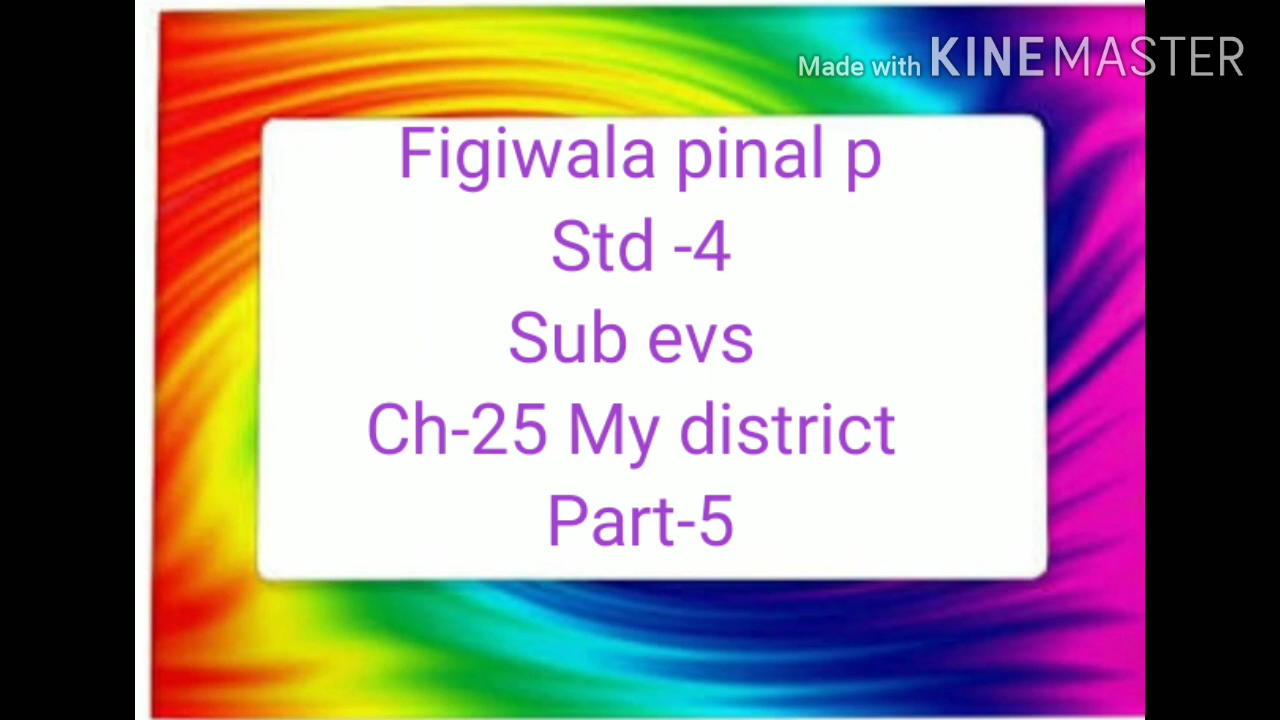 Made with KINEMASTER
Figiwala pinal p
Std -4
Sub evs
Ch-25 My district
Part-5